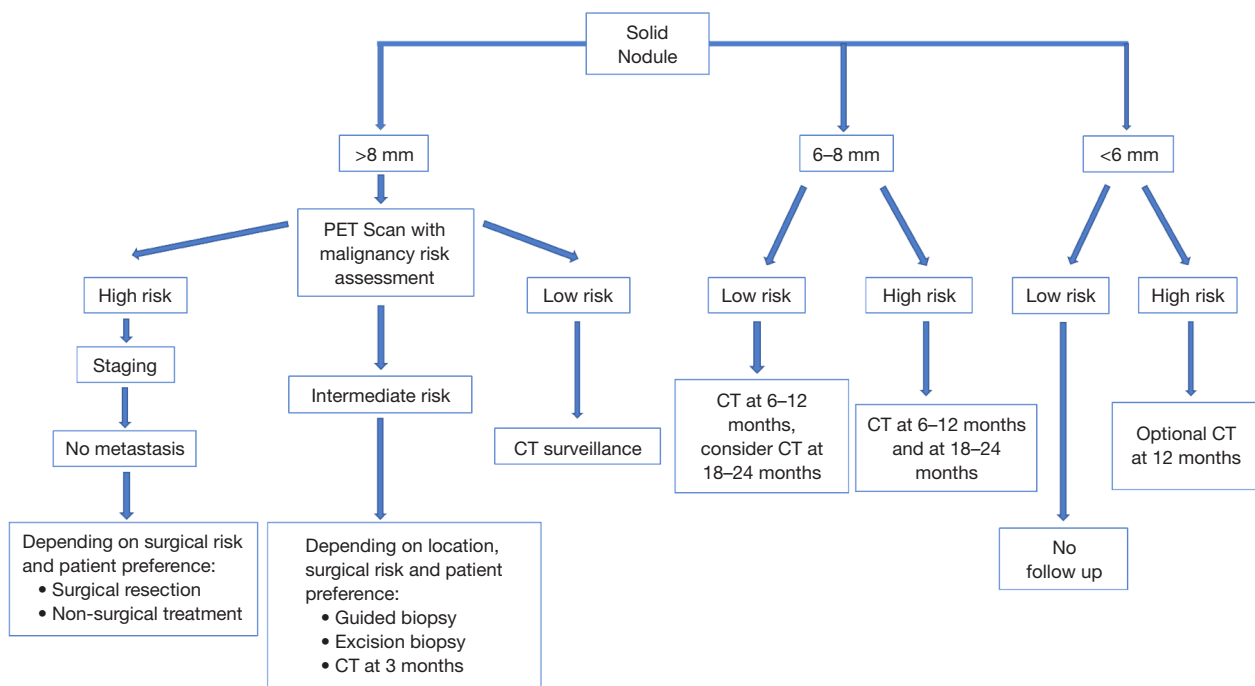 Solid
Nodule
>8 mm
6–8 mm
<6 mm
PET Scan with
malignancy risk
assessment
High risk
Low risk
Low risk
High risk
Low risk
High risk
Staging
Intermediate risk
No metastasis
CT surveillance
CT at 6–12
months,
consider CT at
18–24 months
CT at 6–12 months
and at 18–24
months
Optional CT
at 12 months
Depending on surgical risk
and patient preference:
• Surgical resection
• Non-surgical treatment
Depending on location,
surgical risk and patient
preference:
• Guided biopsy
• Excision biopsy
• CT at 3 months
No
follow up